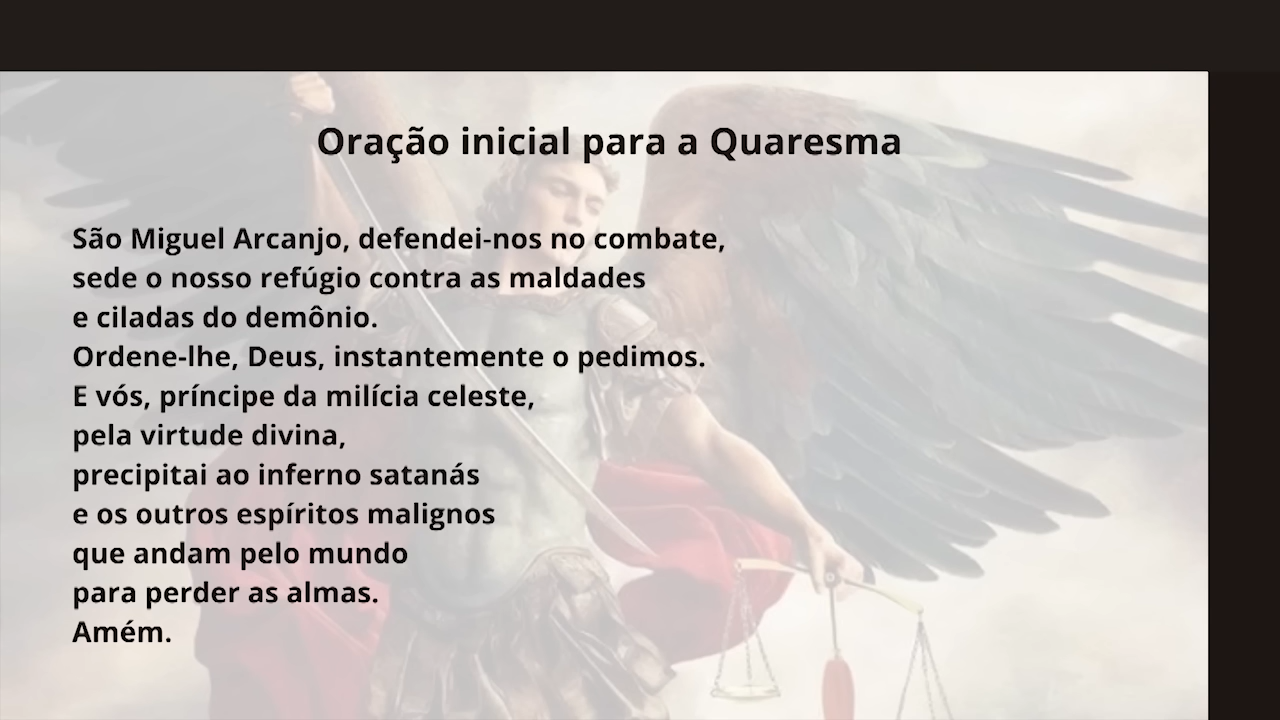 Oração inicial para a Quaresma
São Miguel Arcanjo, defendei-nos no combate,
sede o nosso refúgio contra as maldades
e ciladas do demônio.
Ordene-lhe, Deus, instantemente o pedimos.
E vós, príncipe da milícia celeste,
pela virtude divina,
precipitai ao inferno satanás
e os outros espíritos malignos
que andam pelo mundo
para perder as almas.
Amém.